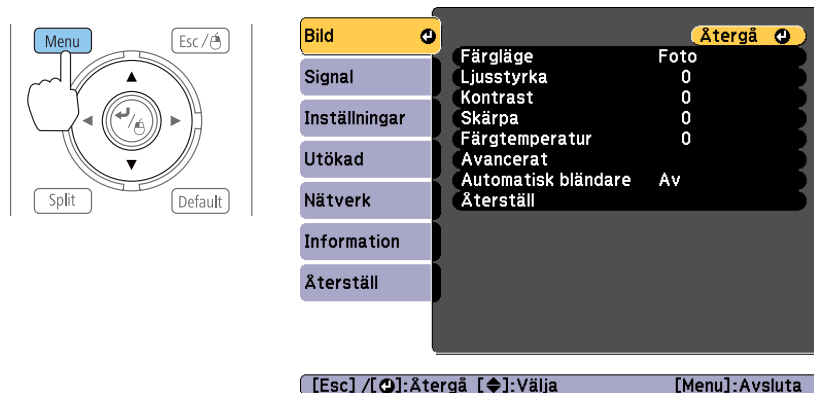 Menu
Esc /
Split
Default
Bild
Signal
Inställningar
Utökad
Nätverk
Information
Återställ
Återgå
Färgläge Foto
Ljusstyrka 0
Kontrast 0
Skärpa 0
Färgtemperatur 0
Avancerat
Automatisk bländare Av
Återställ
[Esc] /[ ]:Återgå [ ]:Välja [Menu]:Avsluta